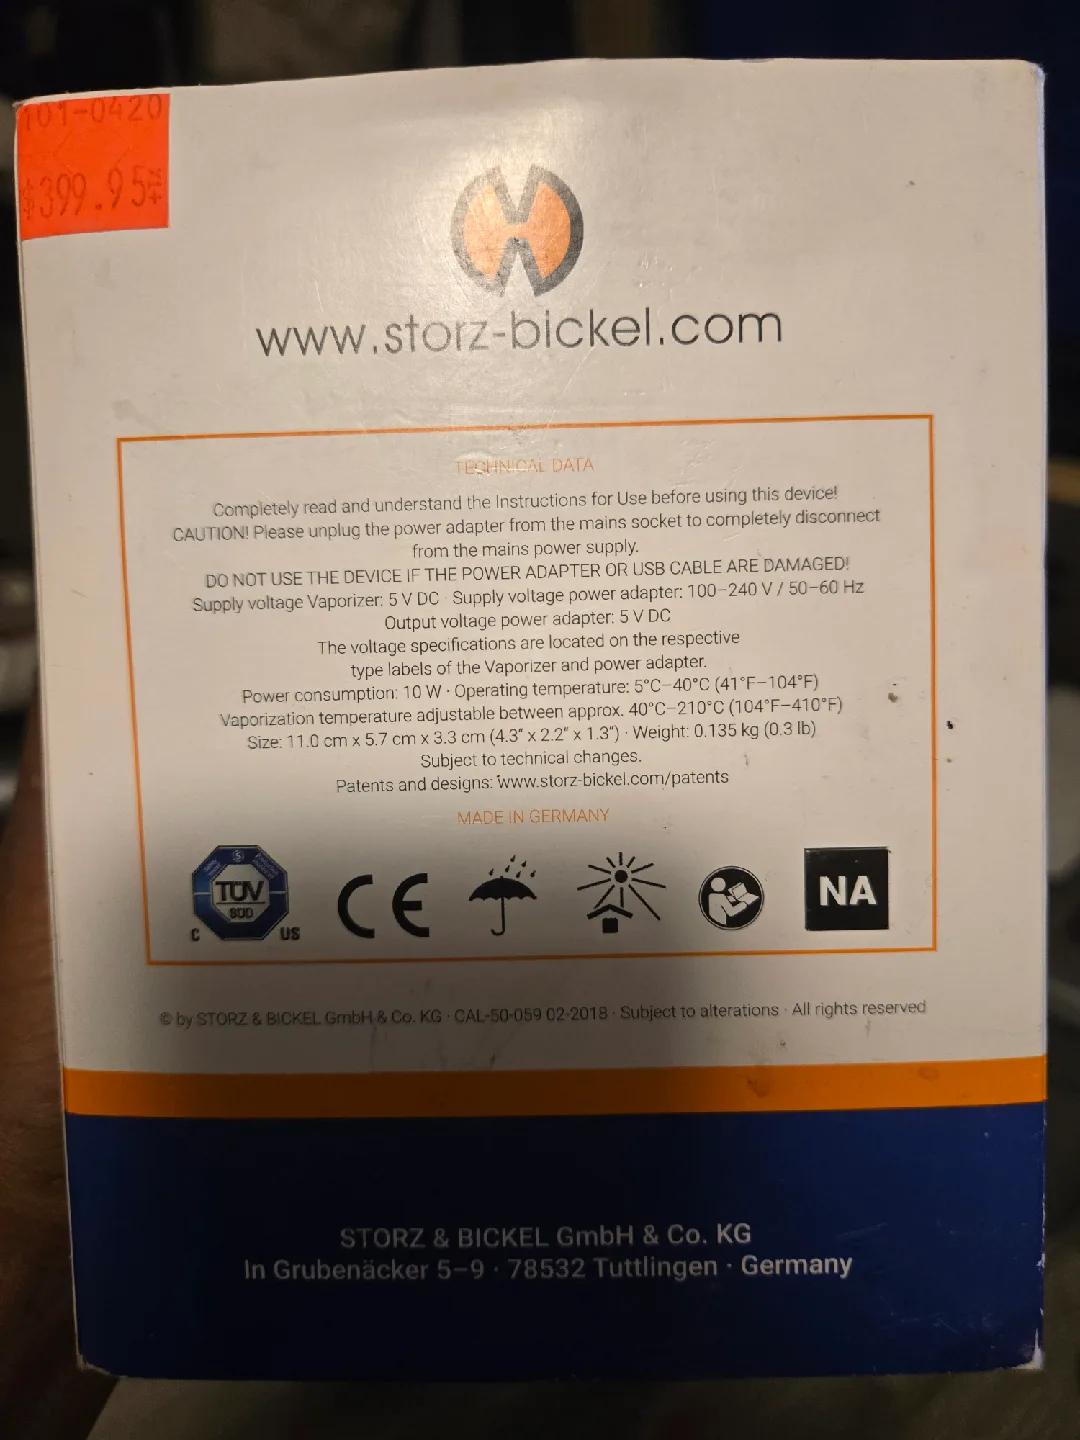 101-0420
$399.95
www.storz-bickel.com
TECHNICAL DATA
Completely read and understand the Instructions for Use before using this device!
CAUTION! Please unplug the power adapter from the mains socket to completely disconnect
from the mains power supply.
DO NOT USE THE DEVICE IF THE POWER ADAPTER OR USB CABLE ARE DAMAGED!
Supply voltage Vaporizer: 5 V DC · Supply voltage power adapter: 100–240 V / 50–60 Hz
Output voltage power adapter: 5 V DC
The voltage specifications are located on the respective
type labels of the Vaporizer and power adapter.
Power consumption: 10 W · Operating temperature: 5°C–40°C (41°F–104°F)
Vaporization temperature adjustable between approx. 40°C–210°C (104°F–410°F)
Size: 11.0 cm x 5.7 cm x 3.3 cm (4.3" x 2.2" x 1.3") · Weight: 0.135 kg (0.3 lb)
Subject to technical changes.
Patents and designs: www.storz-bickel.com/patents
MADE IN GERMANY
TÜV
SÜD
C US
CE
NA
© by STORZ & BICKEL GmbH & Co. KG · CAL-50-059 02-2018 · Subject to alterations · All rights reserved
STORZ & BICKEL GmbH & Co. KG
In Grubenäcker 5–9 · 78532 Tuttlingen · Germany